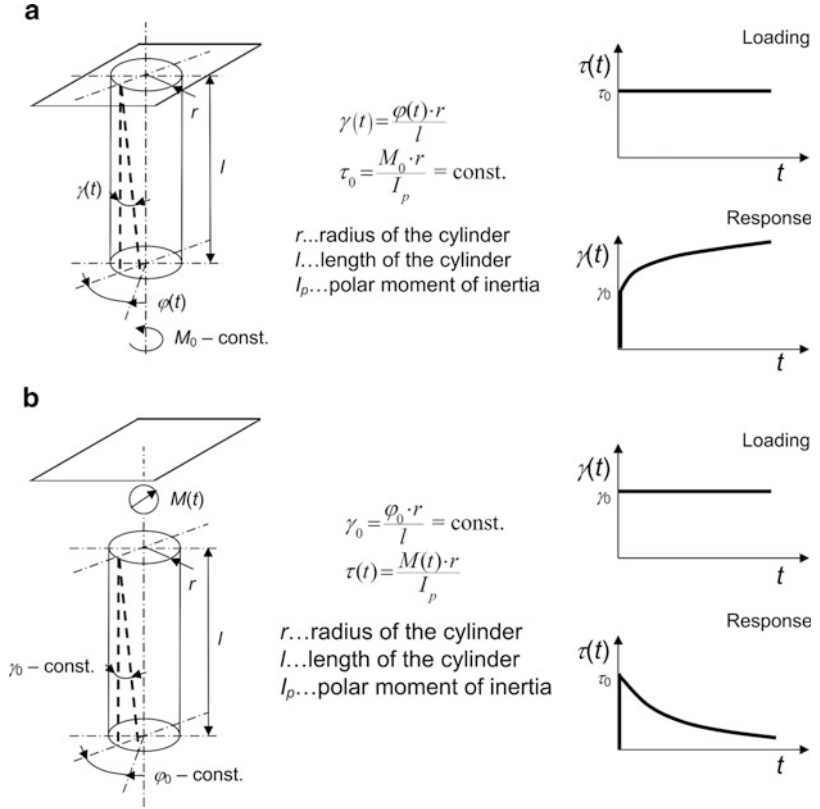 a
r
l
γ(t)
φ(t)
M₀ – const.
γ(t) = φ(t)·r / l
τ₀ = M₀·r / Iₚ = const.
r...radius of the cylinder
l...length of the cylinder
Iₚ...polar moment of inertia
Loading
τ(t)
τ₀
t
Response
γ(t)
γ₀
t
b
M(t)
r
l
γ₀ – const.
φ₀ – const.
γ₀ = φ₀·r / l = const.
τ(t) = M(t)·r / Iₚ
r...radius of the cylinder
l...length of the cylinder
Iₚ...polar moment of inertia
Loading
γ(t)
γ₀
t
Response
τ(t)
τ₀
t